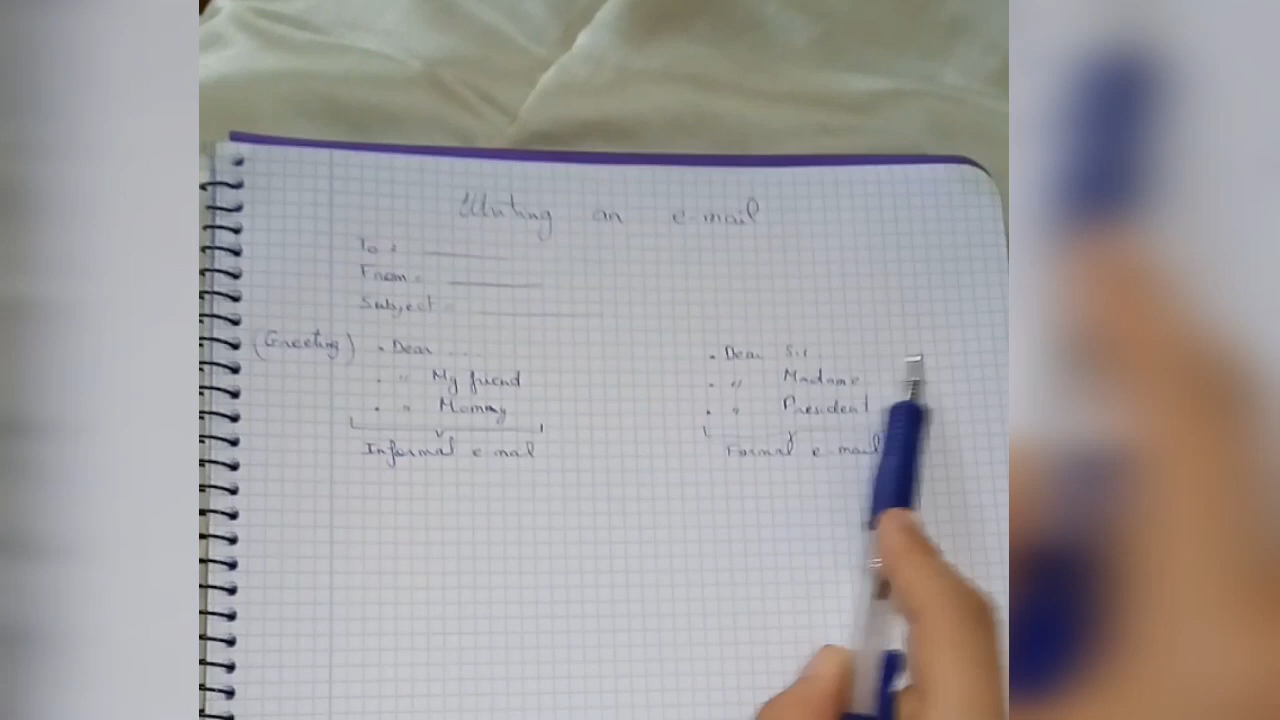 Writing an e-mail
To :
From :
Subject
(Greeting) . Dear ....
. " My friend
. " Mommy
Informal e-mail
. Dear Sir
. " Madame
. " President
Formal e-mail